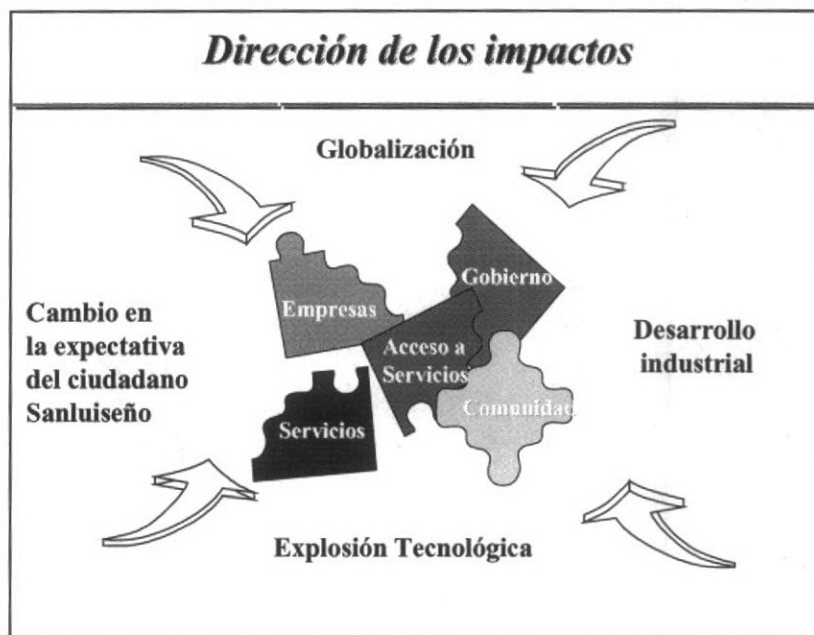 Dirección de los impactos
Globalización
Gobierno
Empresas
Cambio en
la expectativa
del ciudadano
Sanluiseño
Acceso a
Servicios
Desarrollo
industrial
Comunidad
Servicios
Explosión Tecnológica